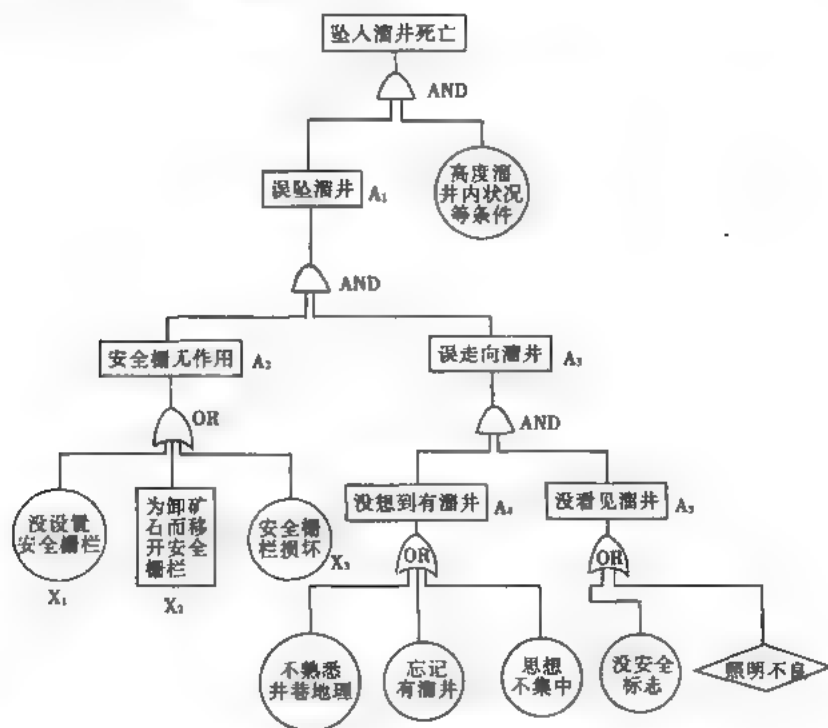 坠入溜井死亡
AND
误坠溜井
A₁
高度溜
井内状况
等条件
AND
安全栅无作用
A₂
误走向溜井
A₃
OR
AND
没设置
安全栅栏
X₁
为卸矿
石而移
开安全
栅栏
X₂
安全栅
栏损坏
X₃
没想到有溜井
A₄
没看见溜井
A₅
OR
OR
不熟悉
井巷地理
忘记
有溜井
思想
不集中
没安全
标志
照明不良